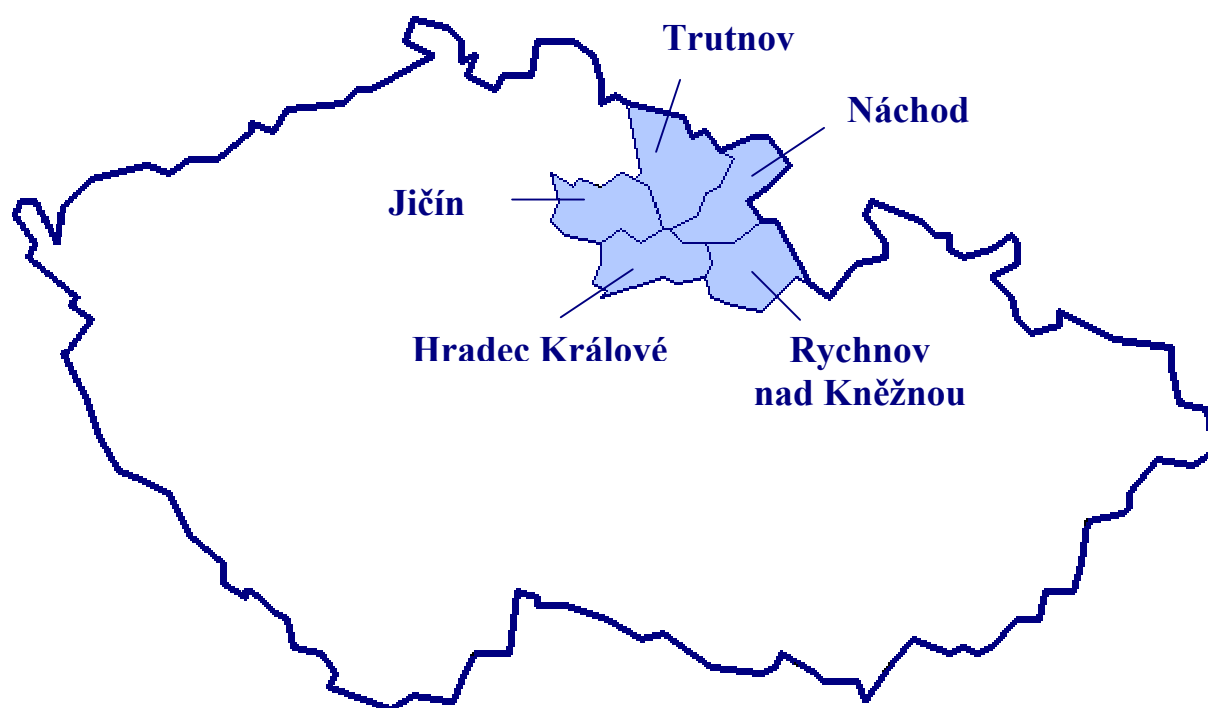 Trutnov
Náchod
Jičín
Hradec Králové
Rychnov
nad Kněžnou